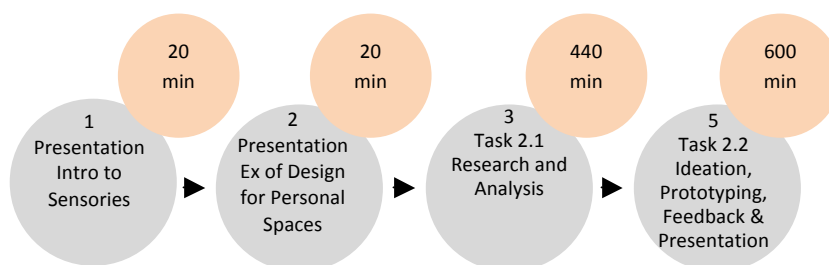 20
min
1
Presentation
Intro to
Sensories
20
min
2
Presentation
Ex of Design
for Personal
Spaces
440
min
3
Task 2.1
Research and
Analysis
600
min
5
Task 2.2
Ideation,
Prototyping,
Feedback &
Presentation